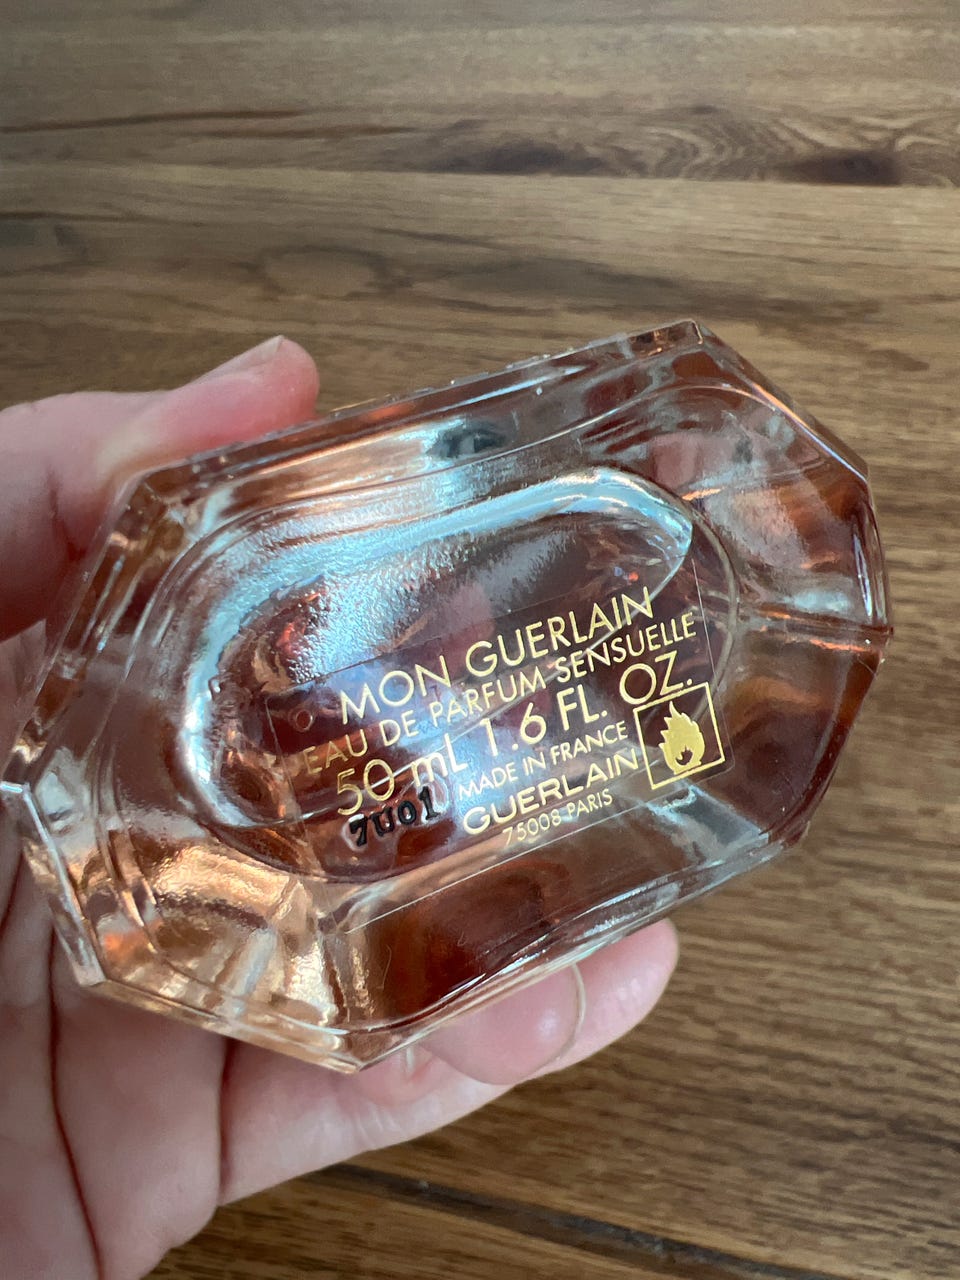 MON GUERLAIN
EAU DE PARFUM SENSUELLE
50 mL 1.6 FL. OZ.
MADE IN FRANCE
7U01 GUERLAIN
75008 PARIS